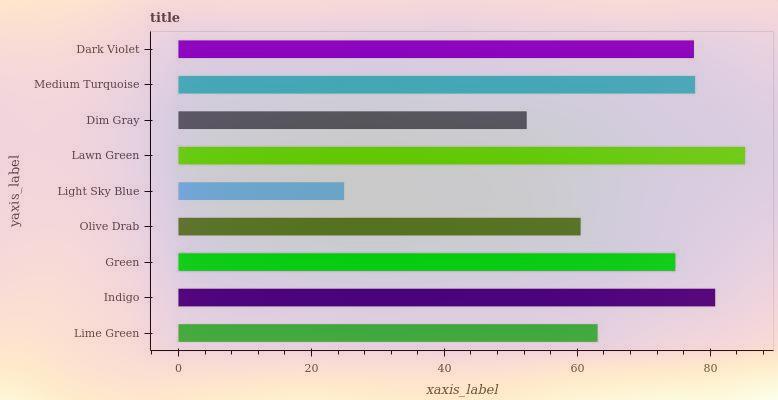 title
Dark Violet
Medium Turquoise
Dim Gray
Lawn Green
Light Sky Blue
Olive Drab
Green
Indigo
Lime Green
yaxis_label
0 20 40 60 80
xaxis_label